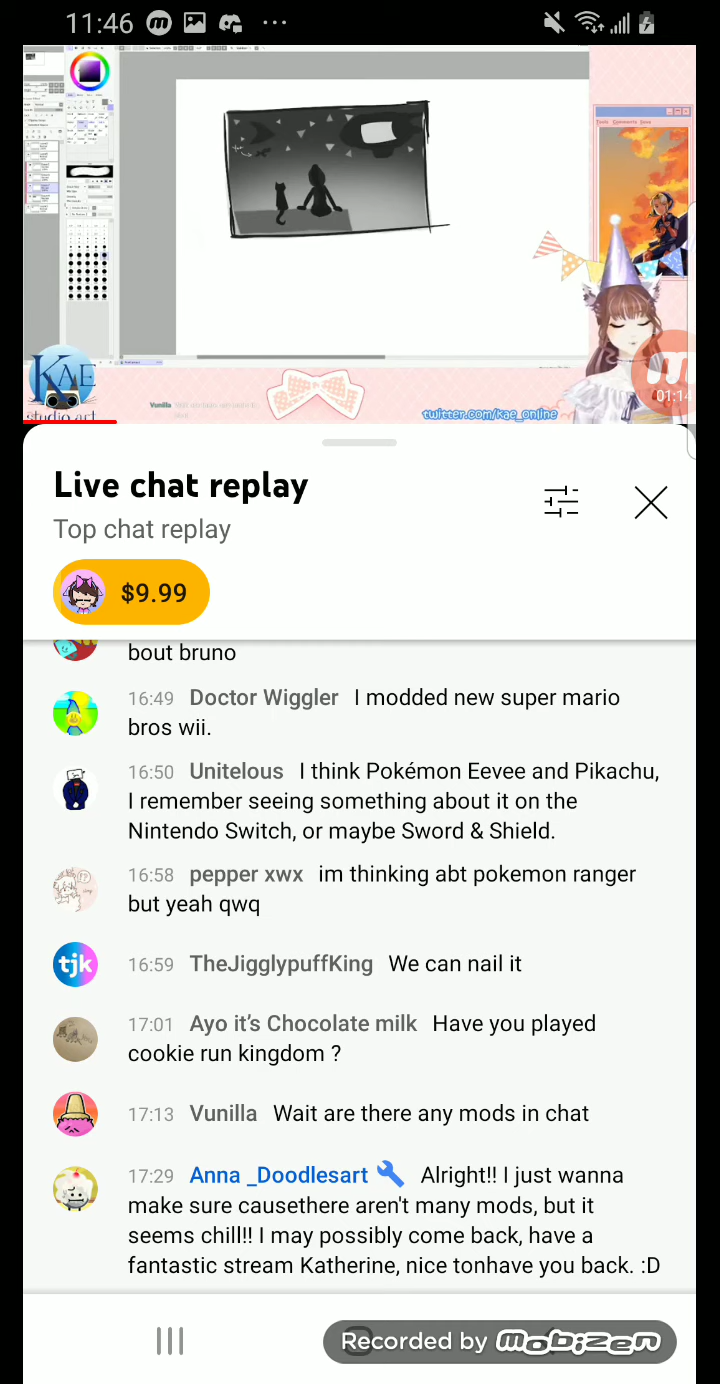 11:46
Tools Comments Save
KAE
studio art
Vunilla
twitter.com/kae_online
01:14
Live chat replay
Top chat replay
$9.99
bout bruno
16:49 Doctor Wiggler I modded new super mario
bros wii.
16:50 Unitelous I think Pokémon Eevee and Pikachu,
I remember seeing something about it on the
Nintendo Switch, or maybe Sword & Shield.
16:58 pepper xwx im thinking abt pokemon ranger
but yeah qwq
tjk
16:59 TheJigglypuffKing We can nail it
17:01 Ayo it's Chocolate milk Have you played
cookie run kingdom ?
17:13 Vunilla Wait are there any mods in chat
17:29 Anna _Doodlesart Alright!! I just wanna
make sure causethere aren't many mods, but it
seems chill!! I may possibly come back, have a
fantastic stream Katherine, nice tonhave you back. :D
Recorded by mobizen